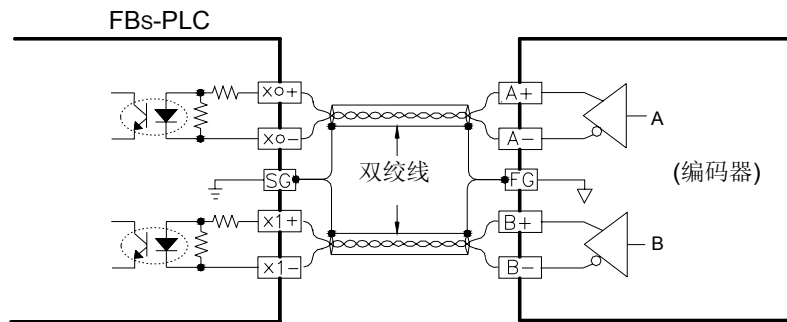 FBs-PLC
X0+
A+
A
X0-
A-
SG
双绞线
FG
(编码器)
X1+
B+
B
X1-
B-